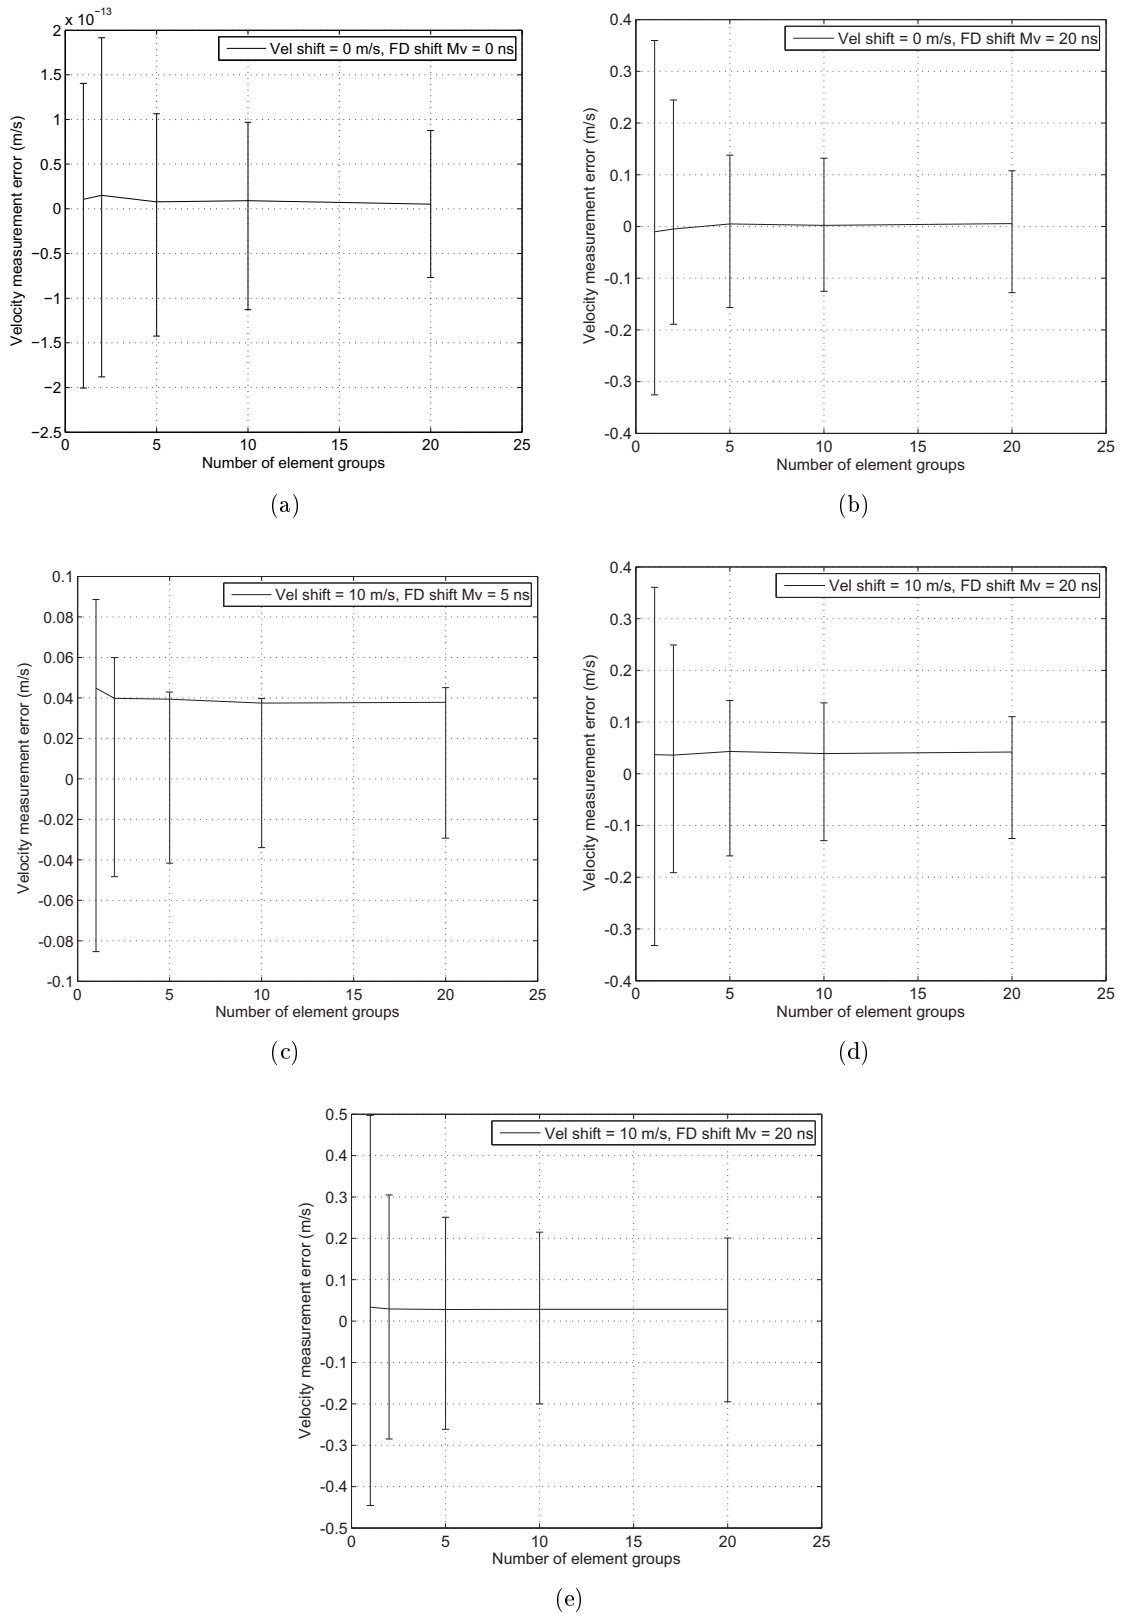 x 10⁻¹³
Vel shift = 0 m/s, FD shift Mv = 0 ns
2
1.5
1
0.5
0
−0.5
−1
−1.5
−2
−2.5
Velocity measurement error (m/s)
0 5 10 15 20 25
Number of element groups
(a)
Vel shift = 0 m/s, FD shift Mv = 20 ns
0.4
0.3
0.2
0.1
0
-0.1
-0.2
-0.3
-0.4
Velocity measurement error (m/s)
0 5 10 15 20 25
Number of element groups
(b)
Vel shift = 10 m/s, FD shift Mv = 5 ns
0.1
0.08
0.06
0.04
0.02
0
-0.02
-0.04
-0.06
-0.08
-0.1
Velocity measurement error (m/s)
0 5 10 15 20 25
Number of element groups
(c)
Vel shift = 10 m/s, FD shift Mv = 20 ns
0.4
0.3
0.2
0.1
0
-0.1
-0.2
-0.3
-0.4
Velocity measurement error (m/s)
0 5 10 15 20 25
Number of element groups
(d)
Vel shift = 10 m/s, FD shift Mv = 20 ns
0.5
0.4
0.3
0.2
0.1
0
-0.1
-0.2
-0.3
-0.4
-0.5
Velocity measurement error (m/s)
0 5 10 15 20 25
Number of element groups
(e)